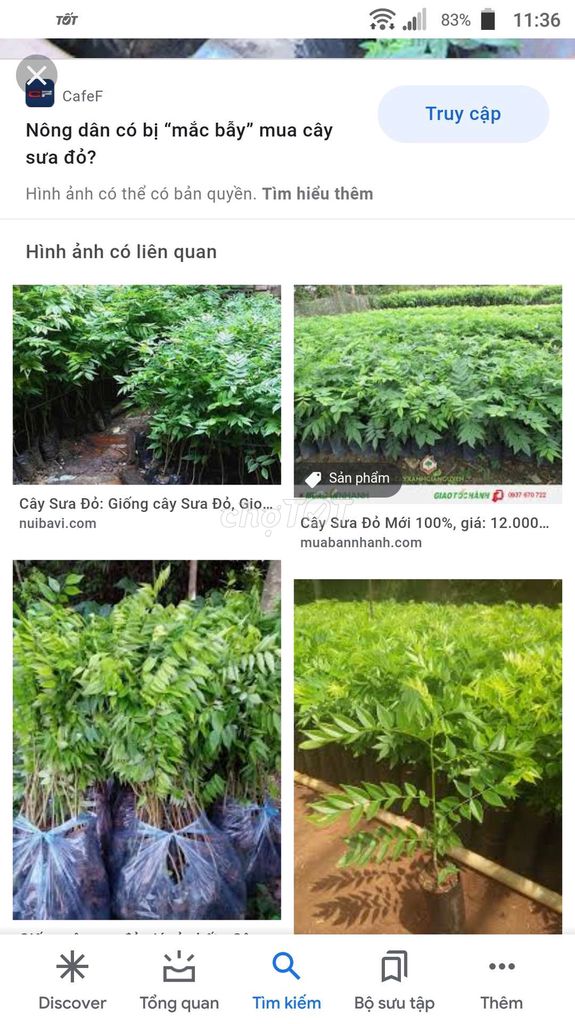 TỐT
83% 11:36
CafeF
Nông dân có bị “mắc bẫy” mua cây
sưa đỏ?
Truy cập
Hình ảnh có thể có bản quyền. Tìm hiểu thêm
Hình ảnh có liên quan
Sản phẩm
GIAO TỐC HÀNH 0937 670 722
Cây Sưa Đỏ: Giống cây Sưa Đỏ, Gio...
nuibavi.com
chợTỐT
Cây Sưa Đỏ Mới 100%, giá: 12.000...
muabannhanh.com
Discover
Tổng quan
Tìm kiếm
Bộ sưu tập
Thêm